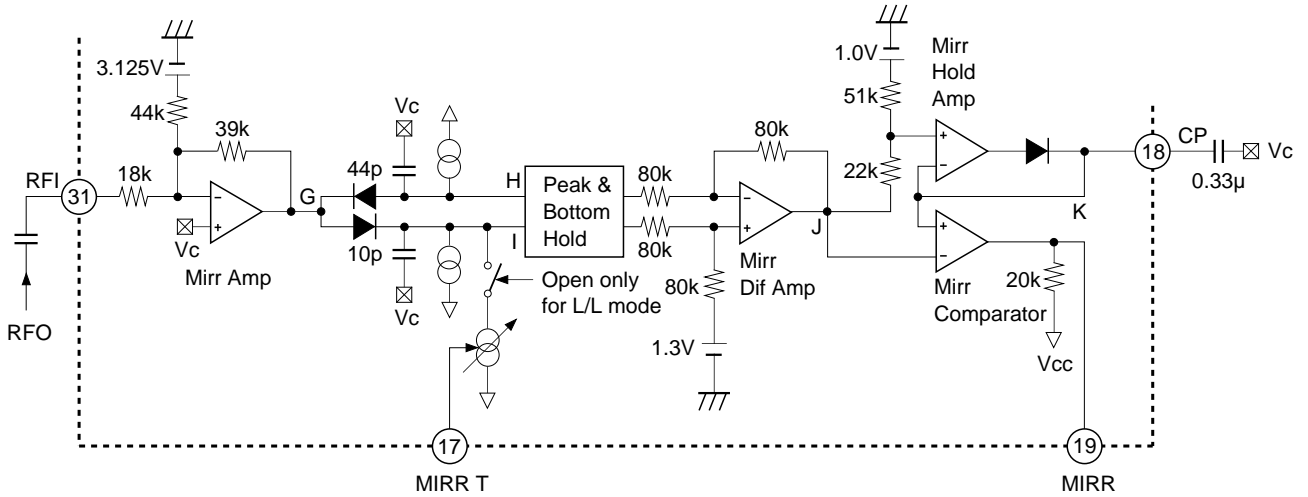 3.125V
44k
39k
RFI
31
18k
Vc
Mirr Amp
RFO
G
Vc
44p
10p
Vc
H
I
Peak &
Bottom
Hold
Open only
for L/L mode
17
MIRR T
80k
80k
80k
80k
1.3V
Mirr
Dif Amp
J
1.0V
51k
22k
Mirr
Hold
Amp
K
Mirr
Comparator
20k
Vcc
19
MIRR
18
CP
0.33µ
Vc
+
−
+
−
+
−
+
−